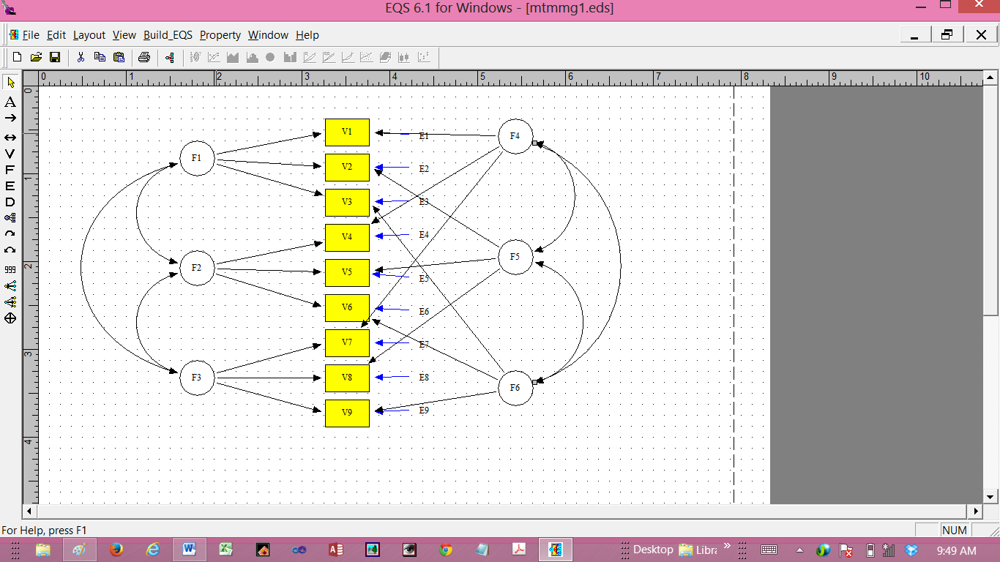 EQS 6.1 for Windows - [mtmmg1.eds]
File Edit Layout View Build_EQS Property Window Help
0 1 2 3 4 5 6 7 8 9 10
0
1
2
3
4
A
V
F
E
D
V1
E1
F4
F1
V2
E2
V3
E3
V4
E4
F2
V5
E5
F5
V6
E6
V7
E7
F3
V8
E8
F6
V9
E9
For Help, press F1
NUM
Desktop
Libra
»
9:49 AM